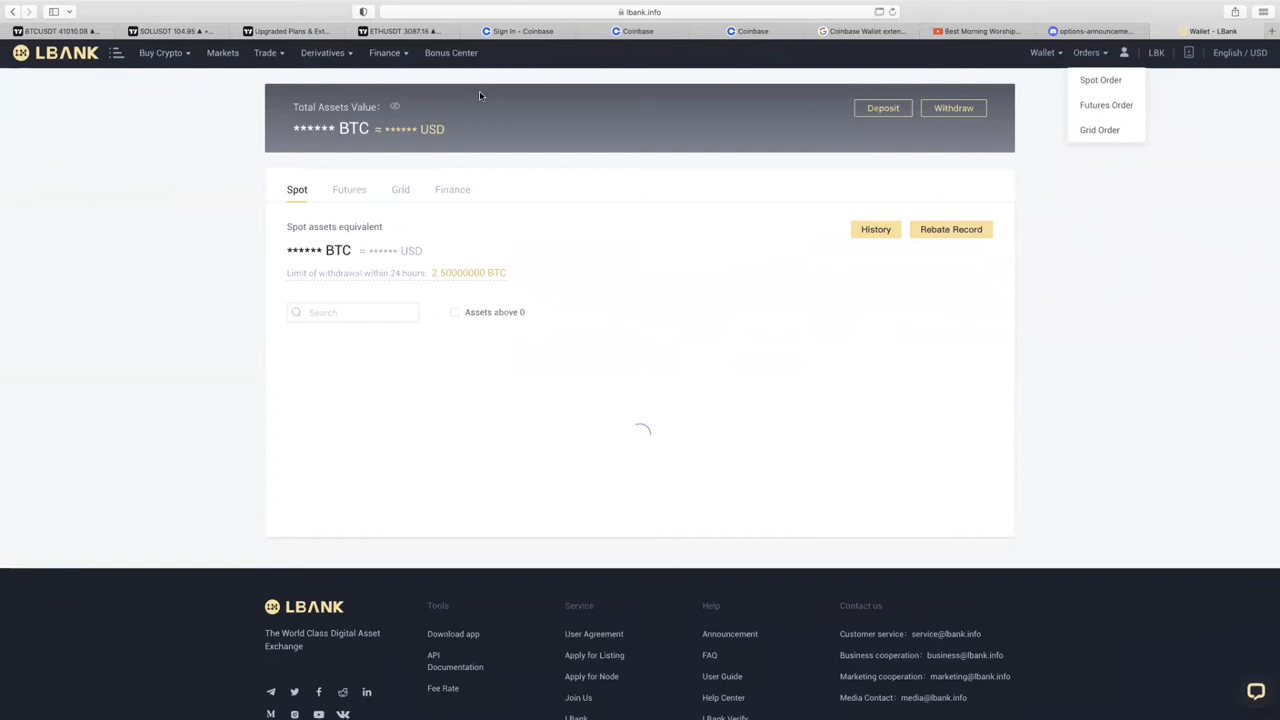 lbank.info
BTCUSDT 41010.08 ▲...
SOLUSDT 104.95 ▲ +...
Upgraded Plans & Ext...
ETHUSDT 3087.18 ▲...
Sign In - Coinbase
Coinbase
Coinbase
Coinbase Wallet exten...
Best Morning Worship...
options-announceme...
Wallet - LBank
LBANK
Buy Crypto
Markets
Trade
Derivatives
Finance
Bonus Center
Wallet
Orders
LBK
English / USD
Spot Order
Futures Order
Grid Order
Total Assets Value:
****** BTC ≈ ****** USD
Deposit
Withdraw
Spot
Futures
Grid
Finance
Spot assets equivalent
****** BTC ≈ ****** USD
History
Rebate Record
Limit of withdrawal within 24 hours: 2.50000000 BTC
Search
Assets above 0
LBANK
The World Class Digital Asset
Exchange
Tools
Download app
API
Documentation
Fee Rate
Service
User Agreement
Apply for Listing
Apply for Node
Join Us
LBank
Help
Announcement
FAQ
User Guide
Help Center
LBank Verify
Contact us
Customer service: service@lbank.info
Business cooperation: business@lbank.info
Marketing cooperation: marketing@lbank.info
Media Contact: media@lbank.info